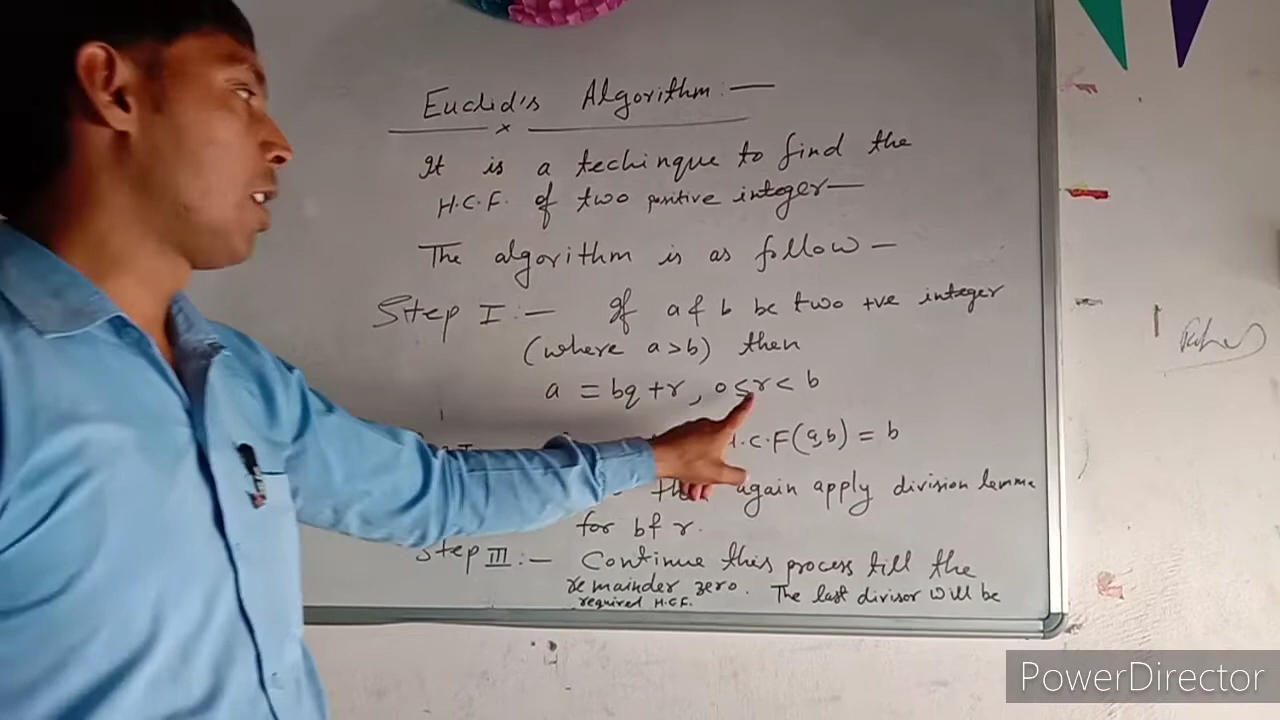 Euclid's Algorithm :—
It is a techinque to find the
H.C.F. of two positive integer—
The algorithm is as follow —
Step I :— If a & b be two +ve integer
(where a > b) then
a = bq + r, 0 ≤ r < b
H.C.F (a,b) = b
then again apply division lemma
for b & r.
Step III :— Continue this process till the
remainder zero. The last divisor will be
required H.C.F.
PowerDirector